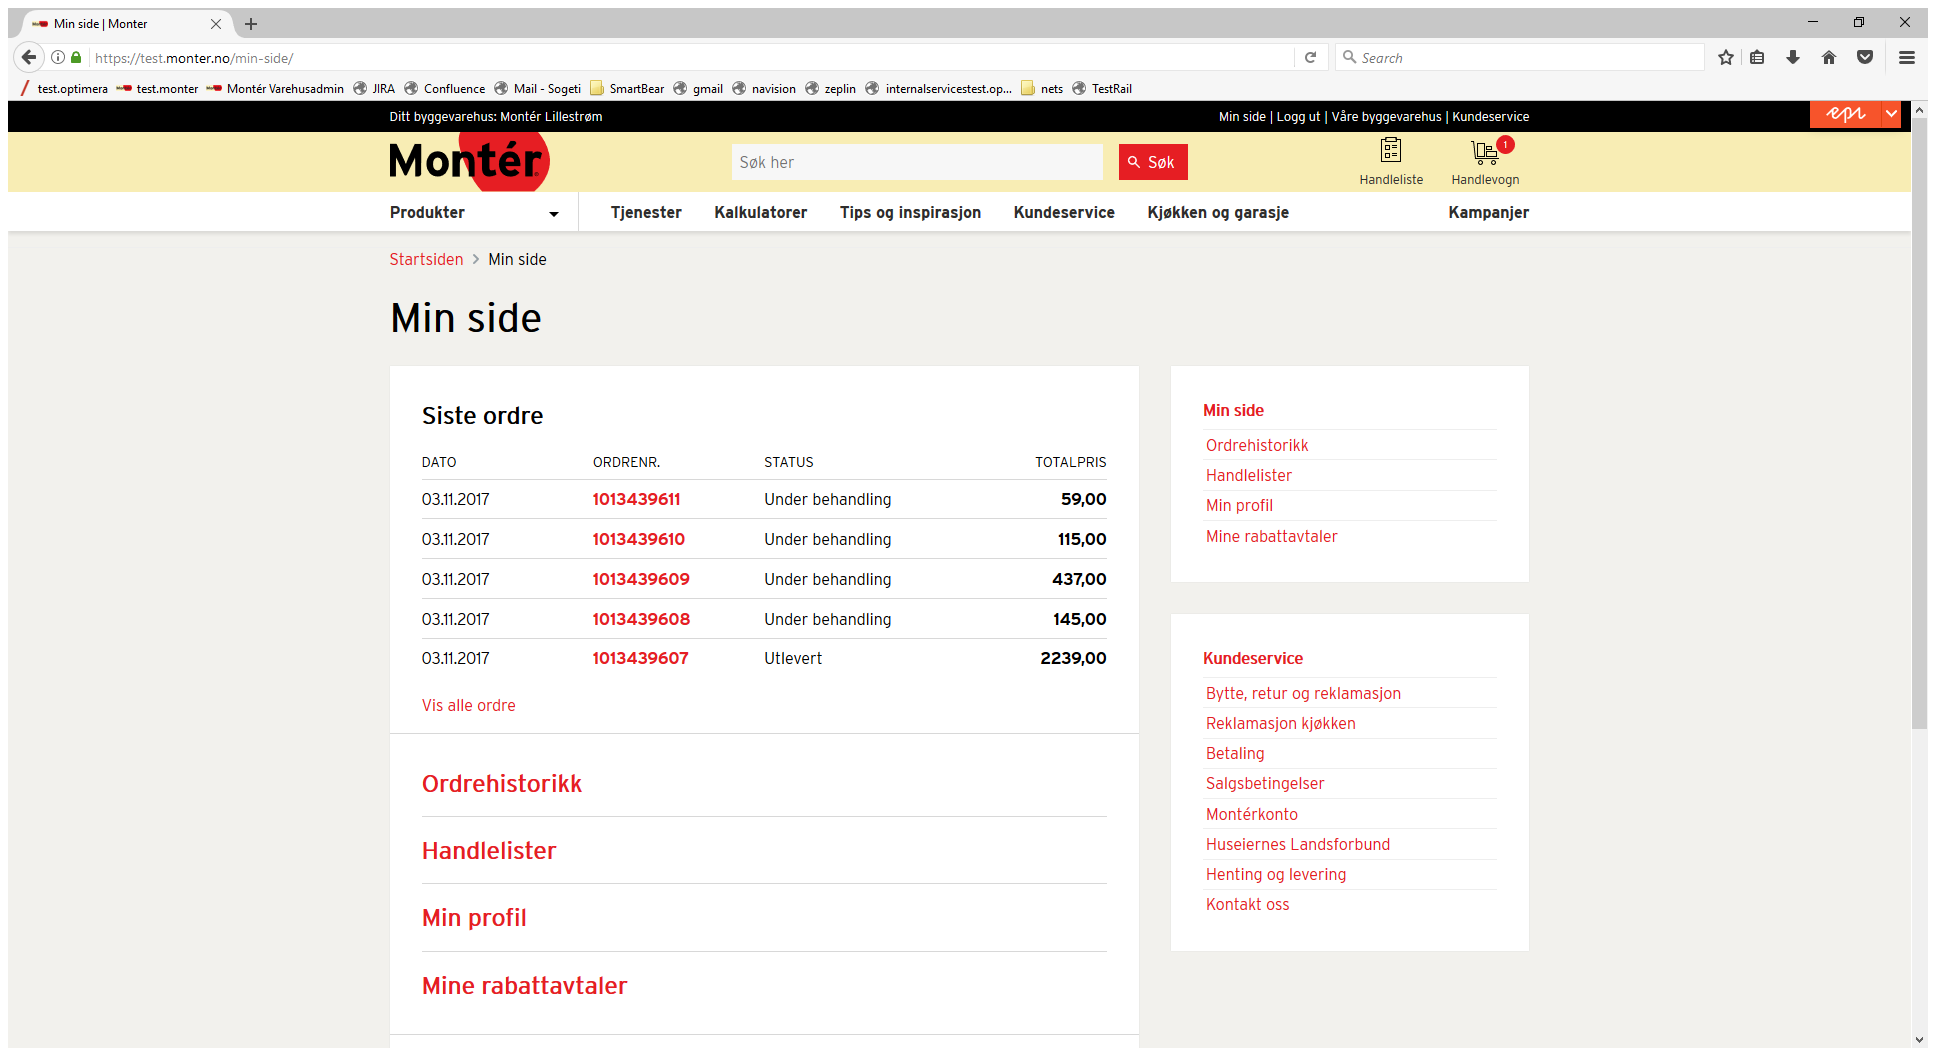 Min side | Monter
https://test.monter.no/min-side/
Search
test.optimera test.monter Montér Varehusadmin JIRA Confluence Mail - Sogeti SmartBear gmail navision zeplin internalservicestest.op... nets TestRail
Ditt byggevarehus: Montér Lillestrøm
Min side | Logg ut | Våre byggevarehus | Kundeservice
epi
Montér
Søk her
Søk
1
Handleliste Handlevogn
Produkter Tjenester Kalkulatorer Tips og inspirasjon Kundeservice Kjøkken og garasje Kampanjer
Startsiden > Min side
Min side
Siste ordre
DATO ORDRENR. STATUS TOTALPRIS
03.11.2017 1013439611 Under behandling 59,00
03.11.2017 1013439610 Under behandling 115,00
03.11.2017 1013439609 Under behandling 437,00
03.11.2017 1013439608 Under behandling 145,00
03.11.2017 1013439607 Utlevert 2239,00
Vis alle ordre
Ordrehistorikk
Handlelister
Min profil
Mine rabattavtaler
Min side
Ordrehistorikk
Handlelister
Min profil
Mine rabattavtaler
Kundeservice
Bytte, retur og reklamasjon
Reklamasjon kjøkken
Betaling
Salgsbetingelser
Montérkonto
Huseiernes Landsforbund
Henting og levering
Kontakt oss